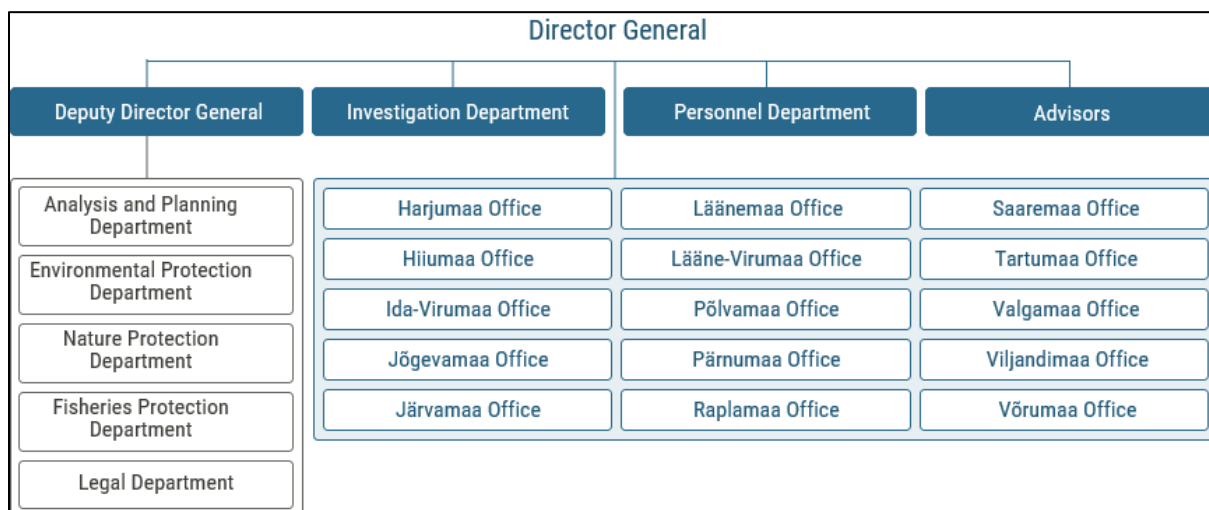 Director General
Deputy Director General
Investigation Department
Personnel Department
Advisors
Analysis and Planning
Department
Environmental Protection
Department
Nature Protection
Department
Fisheries Protection
Department
Legal Department
Harjumaa Office
Läänemaa Office
Saaremaa Office
Hiiumaa Office
Lääne-Virumaa Office
Tartumaa Office
Ida-Virumaa Office
Põlvamaa Office
Valgamaa Office
Jõgevamaa Office
Pärnumaa Office
Viljandimaa Office
Järvamaa Office
Raplamaa Office
Võrumaa Office